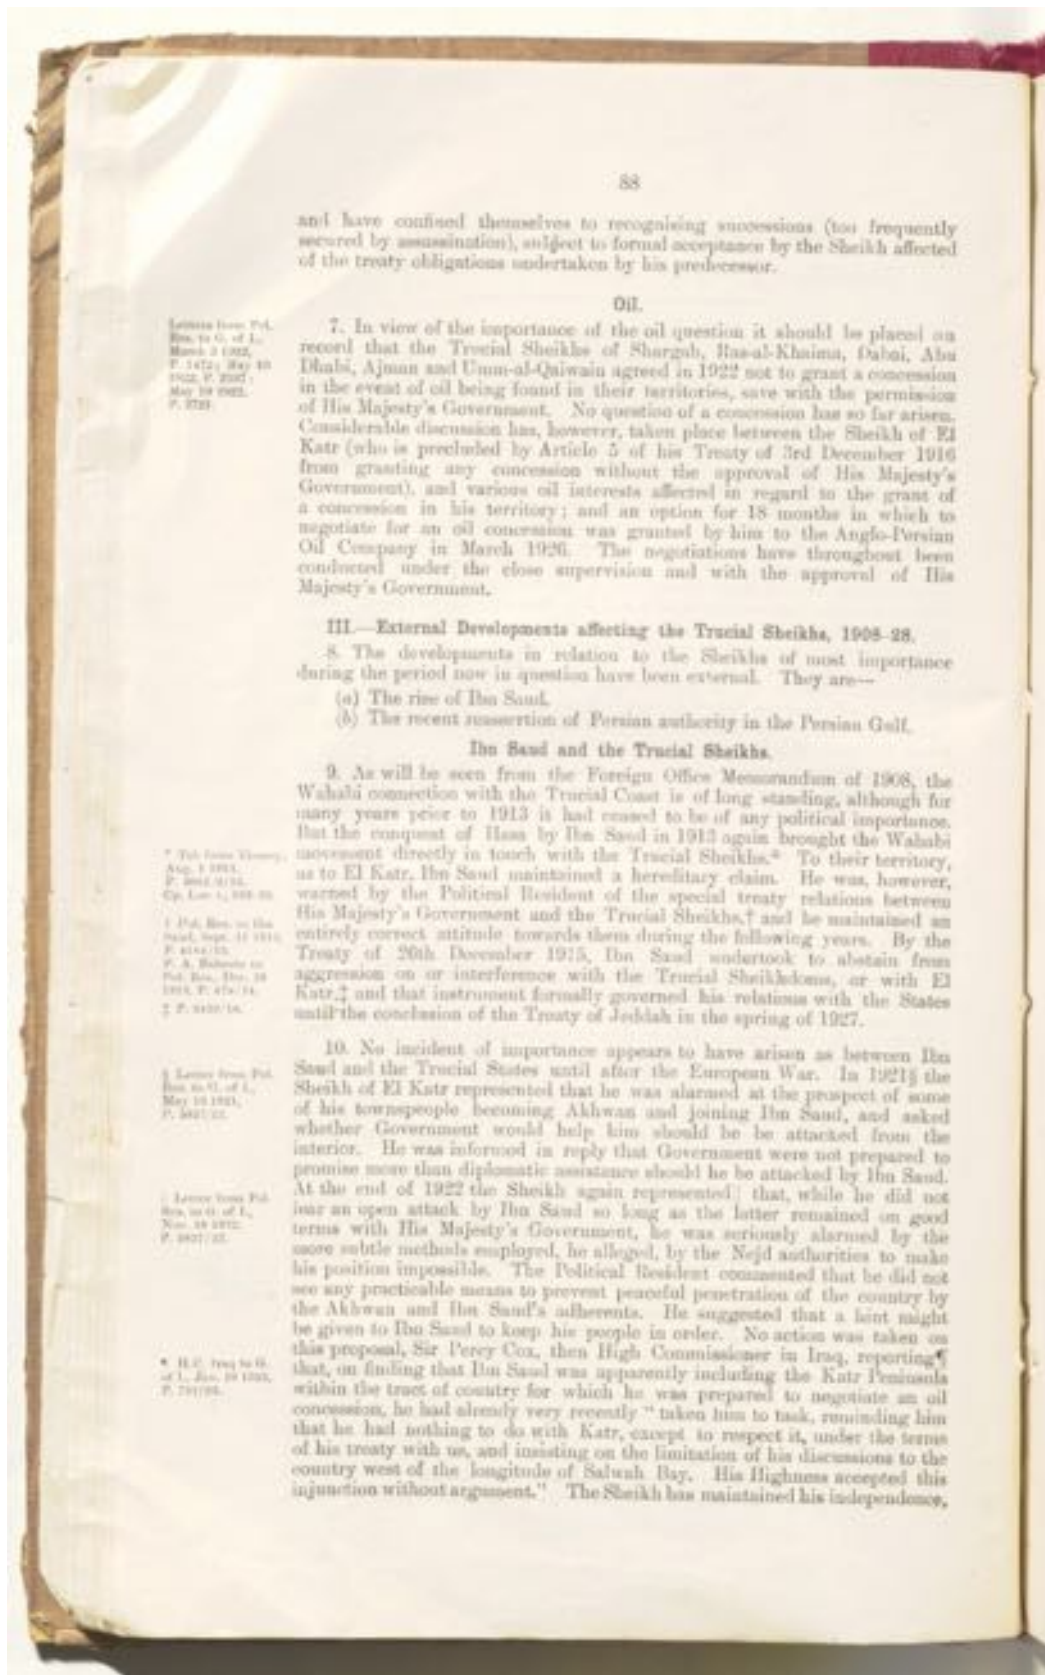 88
and have confined themselves to recognising successions (too frequently
secured by assassination), subject to formal acceptance by the Sheikh affected
of the treaty obligations undertaken by his predecessor.
Oil.
Letters from Pol.
Res. to G. of I.,
7. In view of the importance of the oil question it should be placed on
record that the Trucial Sheikhs of Shargah, Ras-al-Khaima, Dabai, Abu
Dhabi, Ajman and Umm-al-Qaiwain agreed in 1922 not to grant a concession
in the event of oil being found in their territories, save with the permission
of His Majesty's Government. No question of a concession has so far arisen.
Considerable discussion has, however, taken place between the Sheikh of El
Katr (who is precluded by Article 5 of his Treaty of 3rd December 1916
from granting any concession without the approval of His Majesty's
Government), and various oil interests affected in regard to the grant of
a concession in his territory; and an option for 18 months in which to
negotiate for an oil concession was granted by him to the Anglo-Persian
Oil Company in March 1926. The negotiations have throughout been
conducted under the close supervision and with the approval of His
Majesty's Government.
III.—External Developments affecting the Trucial Sheikhs, 1908-28.
8. The developments in relation to the Sheikhs of most importance
during the period now in question have been external. They are—
(a) The rise of Ibn Saud.
(b) The recent reassertion of Persian authority in the Persian Gulf.
Ibn Saud and the Trucial Sheikhs.
9. As will be seen from the Foreign Office Memorandum of 1908, the
Wahabi connection with the Trucial Coast is of long standing, although for
many years prior to 1913 is had ceased to be of any political importance.
But the conquest of Hasa by Ibn Saud in 1913 again brought the Wahabi
movement directly in touch with the Trucial Sheikhs.* To their territory,
as to El Katr, Ibn Saud maintained a hereditary claim. He was, however,
warned by the Political Resident of the special treaty relations between
His Majesty's Government and the Trucial Sheikhs,† and he maintained an
entirely correct attitude towards them during the following years. By the
Treaty of 26th December 1915, Ibn Saud undertook to abstain from
aggression on or interference with the Trucial Sheikhdoms, or with El
Katr,‡ and that instrument formally governed his relations with the States
until the conclusion of the Treaty of Jeddah in the spring of 1927.
§ Letter from Pol.
Res. to G. of I.,
10. No incident of importance appears to have arisen as between Ibn
Saud and the Trucial States until after the European War. In 1921§ the
Sheikh of El Katr represented that he was alarmed at the prospect of some
of his townspeople becoming Akhwan and joining Ibn Saud, and asked
whether Government would help him should he be attacked from the
interior. He was informed in reply that Government were not prepared to
promise more than diplomatic assistance should he be attacked by Ibn Saud.
Letter from Pol.
Res. to G. of I.,
At the end of 1922 the Sheikh again represented that, while he did not
fear an open attack by Ibn Saud so long as the latter remained on good
terms with His Majesty's Government, he was seriously alarmed by the
more subtle methods employed, he alleged, by the Nejd authorities to make
his position impossible. The Political Resident commented that he did not
see any practicable means to prevent peaceful penetration of the country by
the Akhwan and Ibn Saud's adherents. He suggested that a hint might
be given to Ibn Saud to keep his people in order. No action was taken on
this proposal, Sir Percy Cox, then High Commissioner in Iraq, reporting¶
that, on finding that Ibn Saud was apparently including the Katr Peninsula
within the tract of country for which he was prepared to negotiate an oil
concession, he had already very recently "taken him to task, reminding him
that he had nothing to do with Katr, except to respect it, under the terms
of his treaty with us, and insisting on the limitation of his discussions to the
country west of the longitude of Salwah Bay. His Highness accepted this
injunction without argument." The Sheikh has maintained his independence,